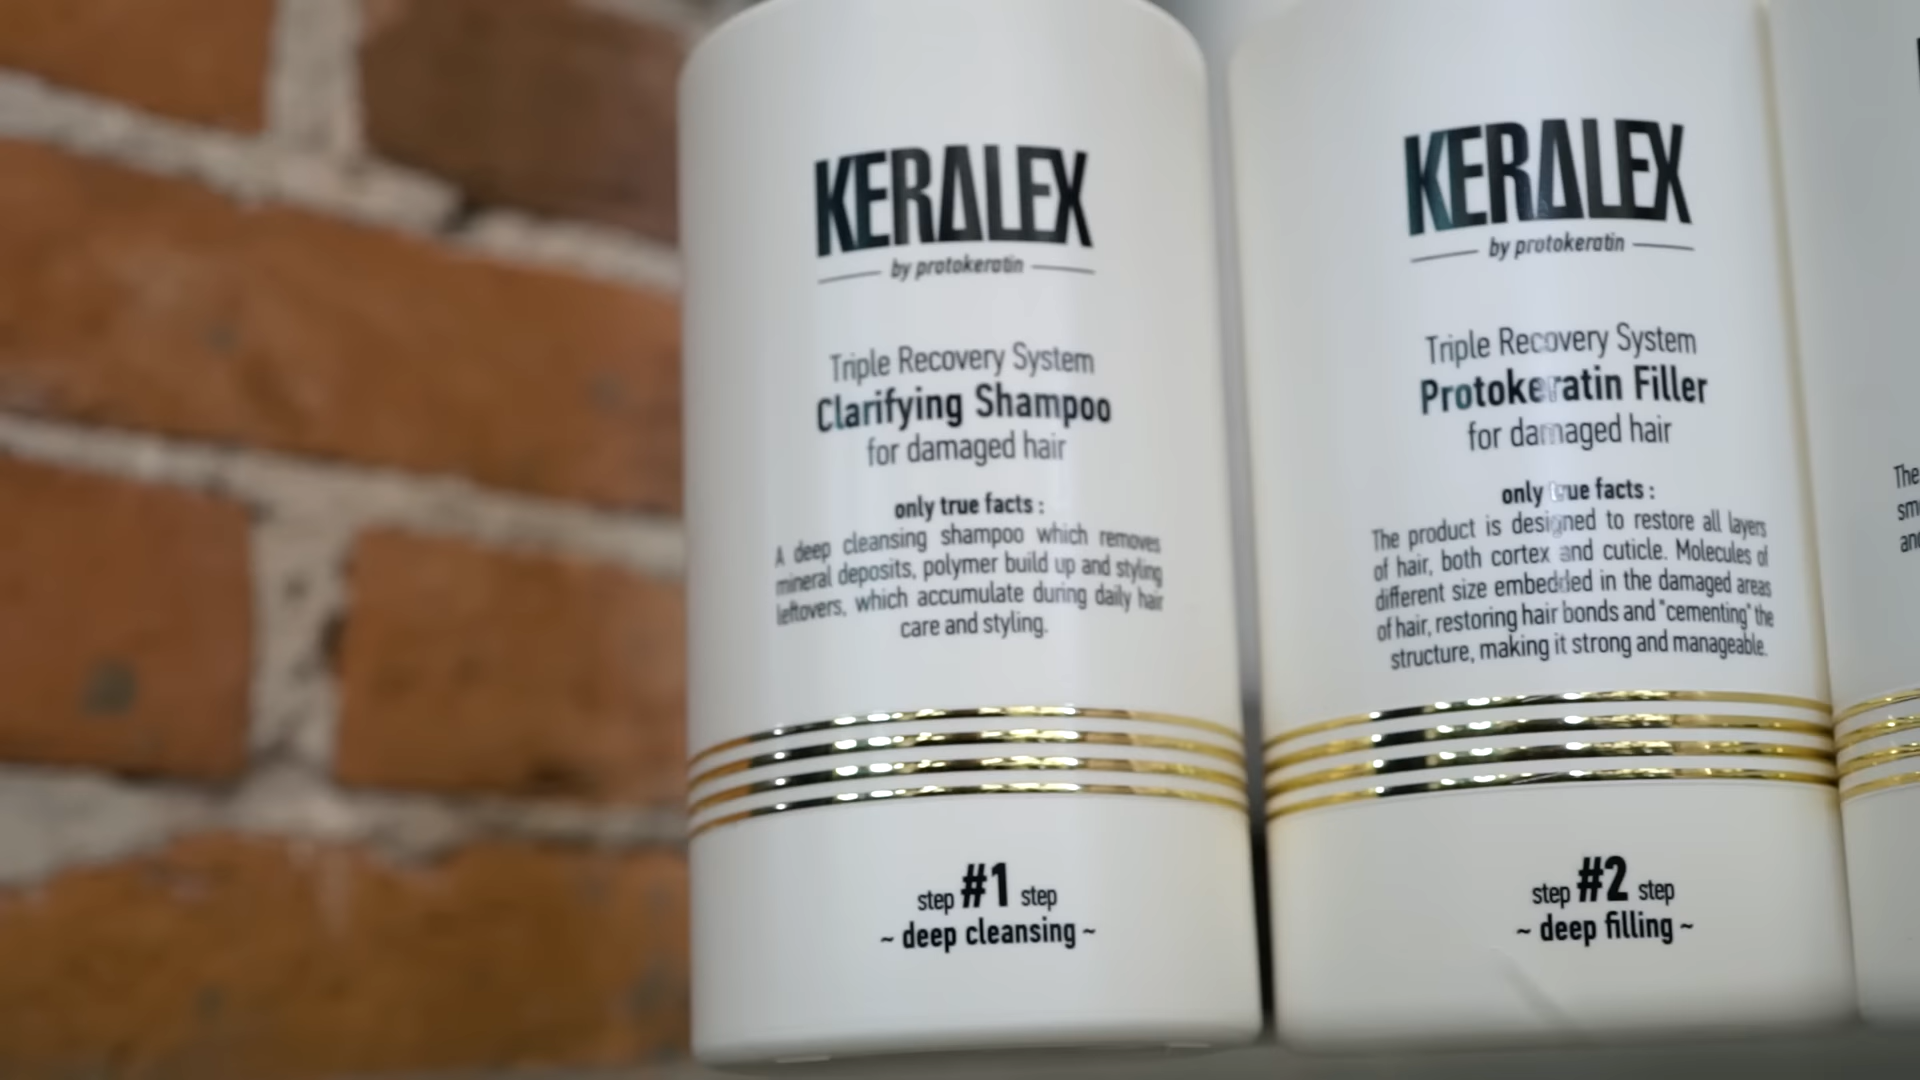 KERALEX
by protokeratin
Triple Recovery System
Clarifying Shampoo
for damaged hair
only true facts :
A deep cleansing shampoo which removes
mineral deposits, polymer build up and styling
leftovers, which accumulate during daily hair
care and styling.
step #1 step
~ deep cleansing ~
KERALEX
by protokeratin
Triple Recovery System
Protokeratin Filler
for damaged hair
only true facts :
The product is designed to restore all layers
of hair, both cortex and cuticle. Molecules of
different size embedded in the damaged areas
of hair, restoring hair bonds and "cementing" the
structure, making it strong and manageable.
step #2 step
~ deep filling ~
The